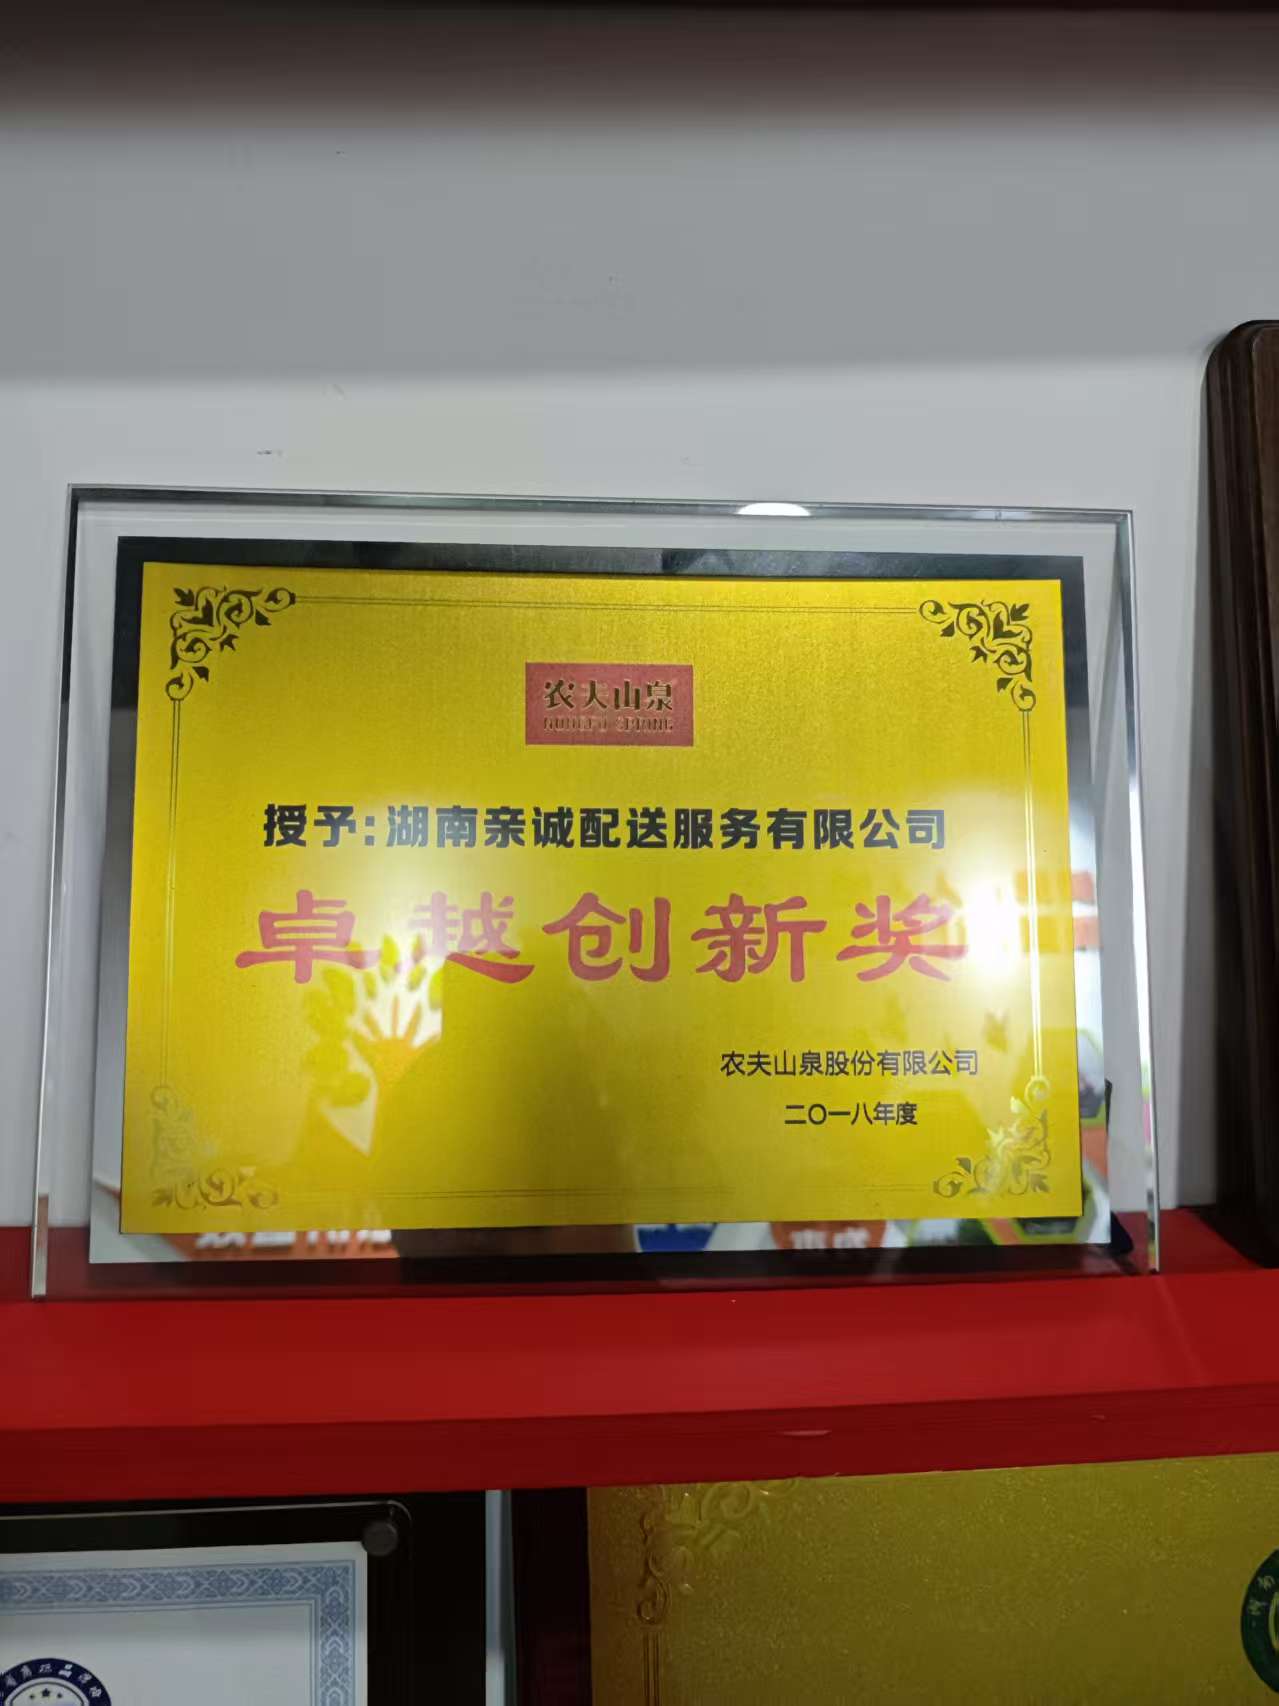 农夫山泉
NONGFU SPRING
授予:湖南亲诚配送服务有限公司
卓越创新奖
农夫山泉股份有限公司
二〇一八年度